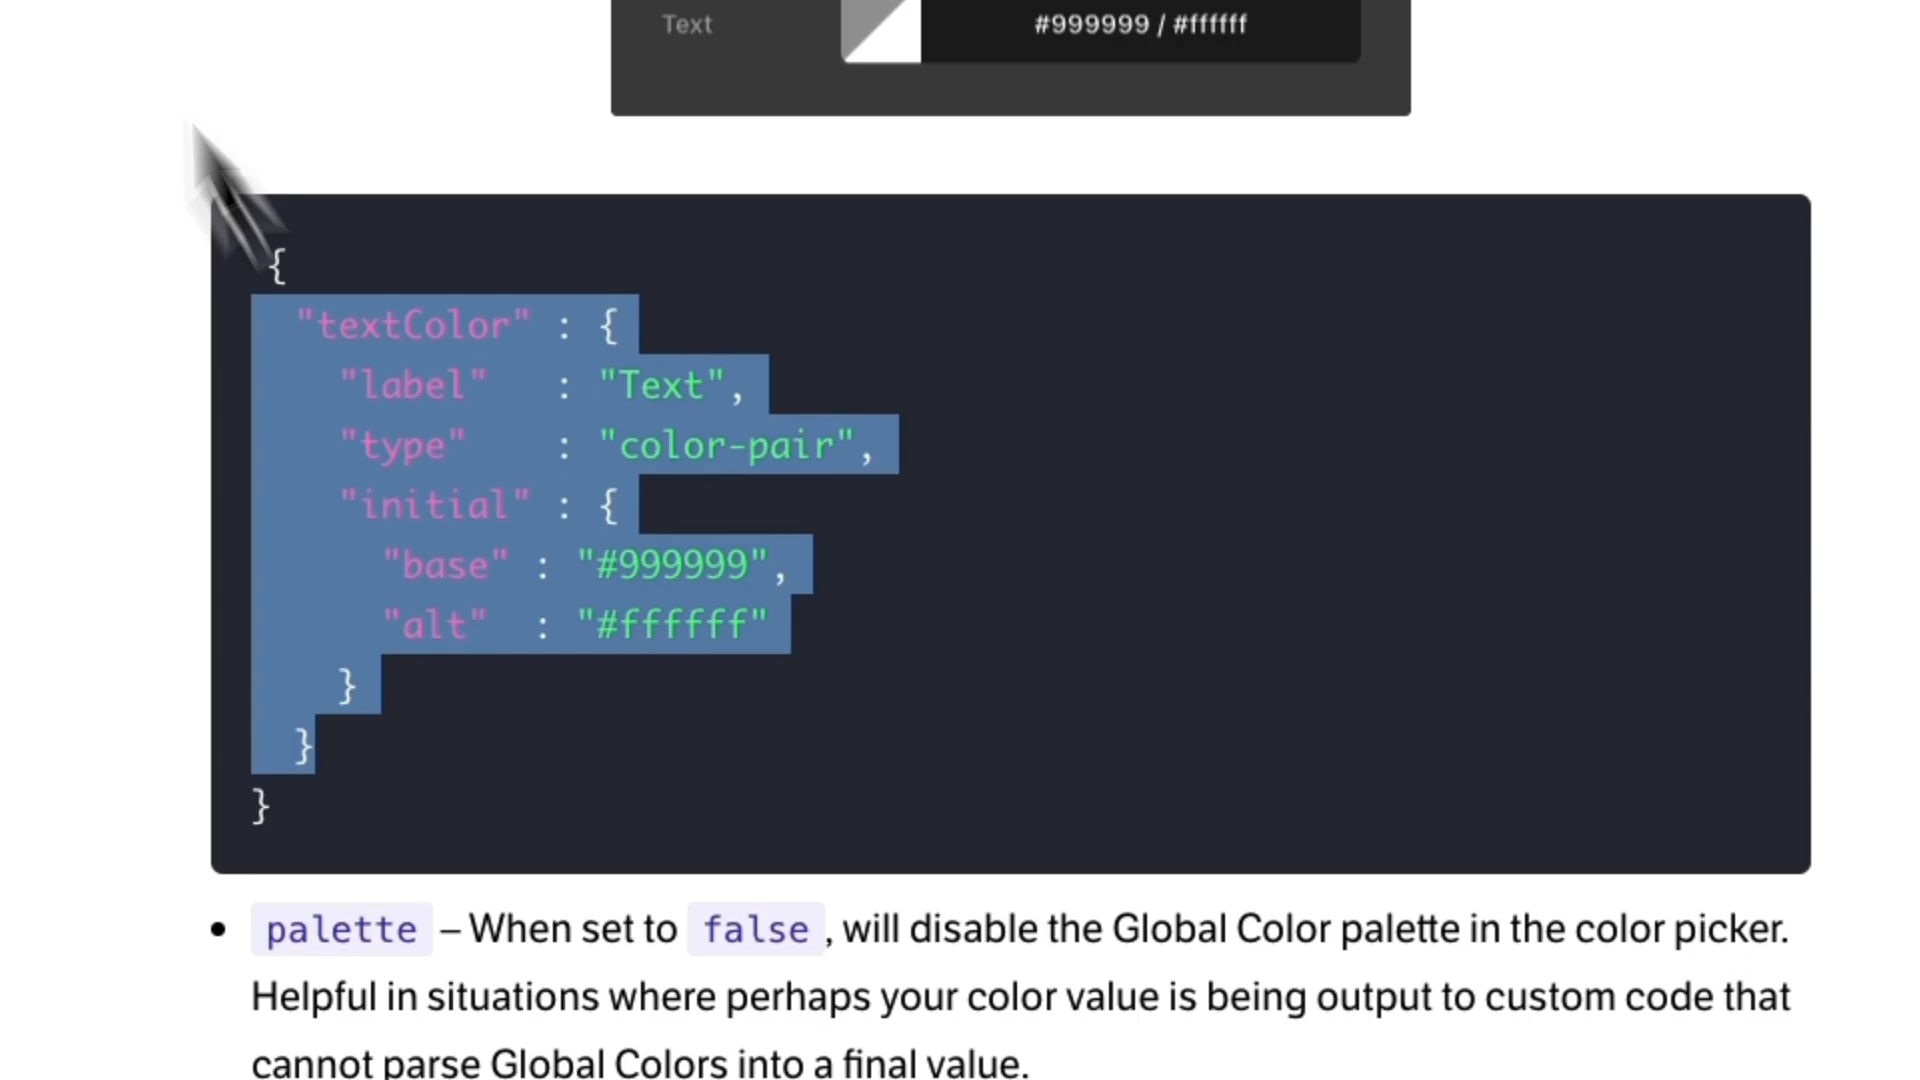 Text #999999 / #ffffff
{
"textColor" : {
"label" : "Text",
"type" : "color-pair",
"initial" : {
"base" : "#999999",
"alt" : "#ffffff"
}
}
}
• palette – When set to false, will disable the Global Color palette in the color picker.
Helpful in situations where perhaps your color value is being output to custom code that
cannot parse Global Colors into a final value.